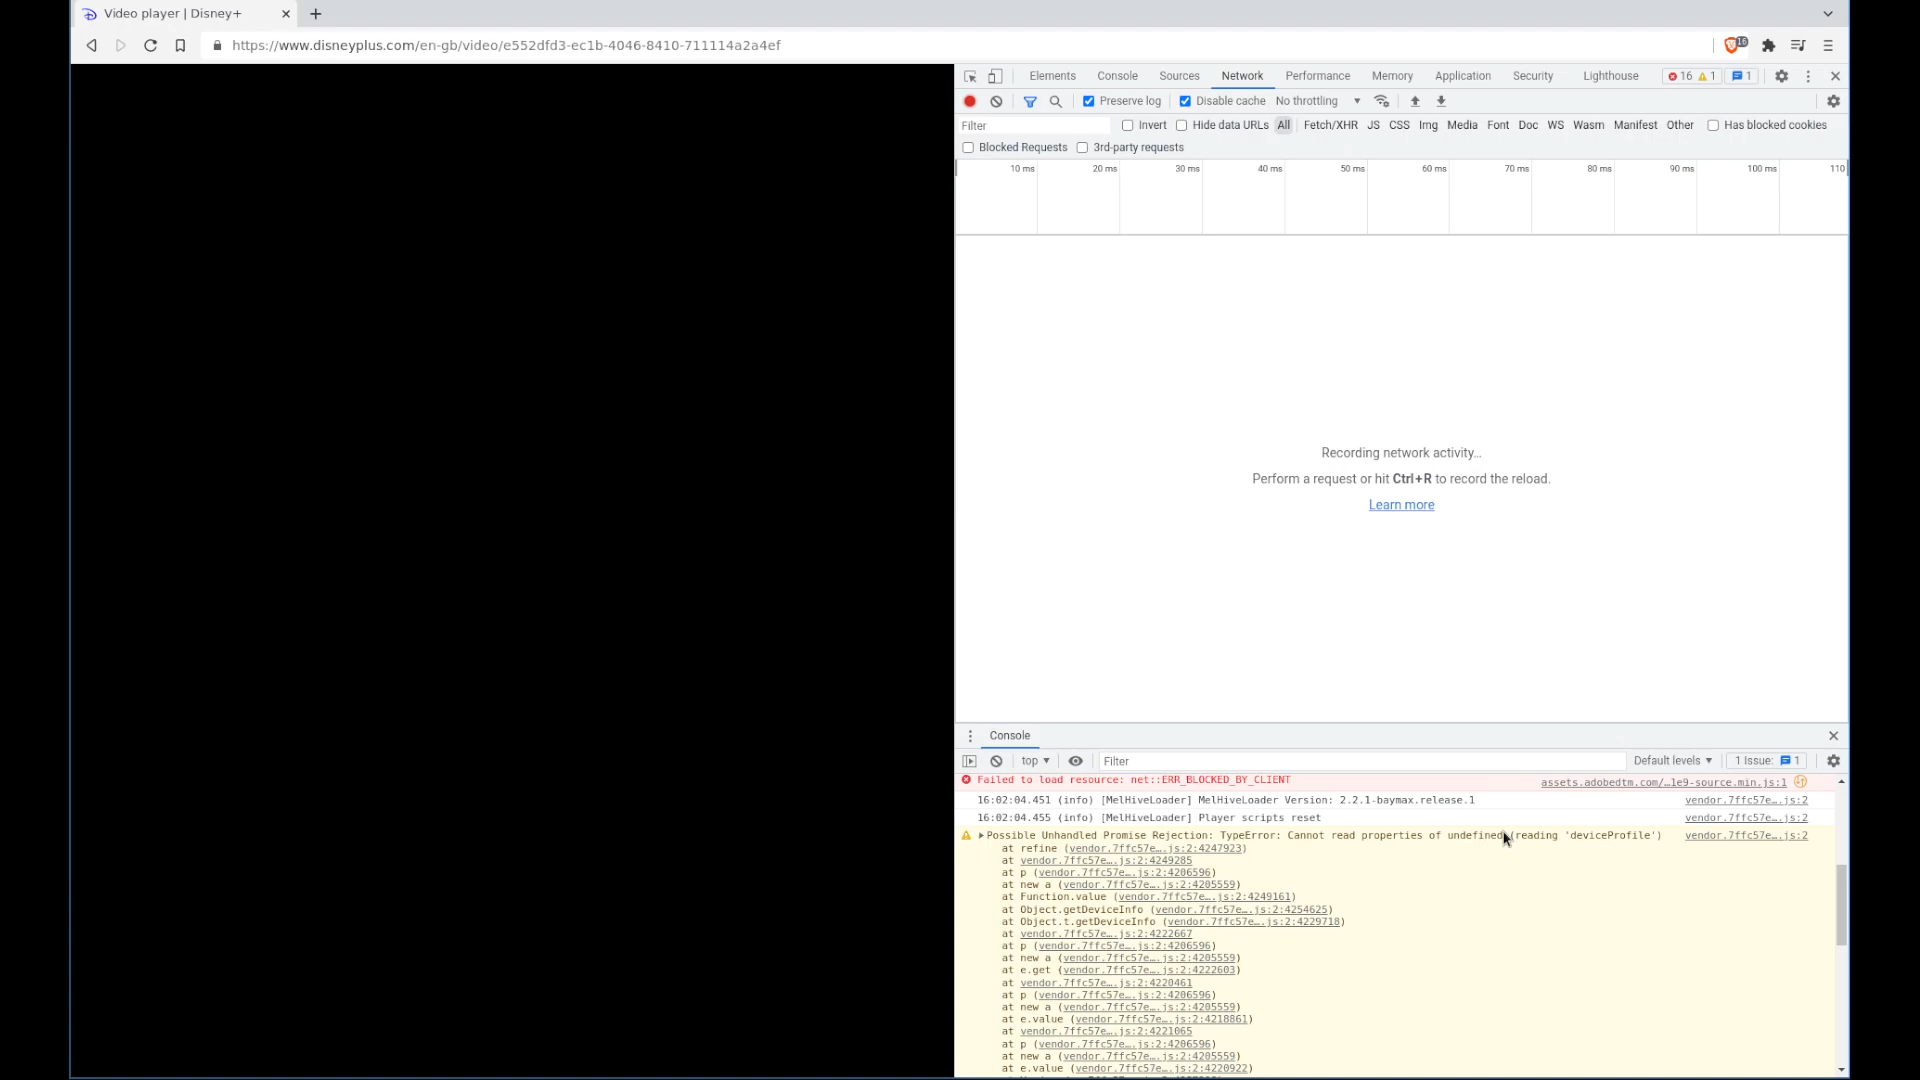 Video player | Disney+
https://www.disneyplus.com/en-gb/video/e552dfd3-ec1b-4046-8410-711114a2a4ef
16
Elements Console Sources Network Performance Memory Application Security Lighthouse 16 1 1
Preserve log Disable cache No throttling
Filter Invert Hide data URLs All Fetch/XHR JS CSS Img Media Font Doc WS Wasm Manifest Other Has blocked cookies
Blocked Requests 3rd-party requests
10 ms 20 ms 30 ms 40 ms 50 ms 60 ms 70 ms 80 ms 90 ms 100 ms 110
Recording network activity…
Perform a request or hit Ctrl+R to record the reload.
Learn more
Console
top Filter Default levels 1 Issue: 1
Failed to load resource: net::ERR_BLOCKED_BY_CLIENT assets.adobedtm.com/…1e9-source.min.js:1
16:02:04.451 (info) [MelHiveLoader] MelHiveLoader Version: 2.2.1-baymax.release.1 vendor.7ffc57e….js:2
16:02:04.455 (info) [MelHiveLoader] Player scripts reset vendor.7ffc57e….js:2
Possible Unhandled Promise Rejection: TypeError: Cannot read properties of undefined (reading 'deviceProfile') vendor.7ffc57e….js:2
at refine (vendor.7ffc57e….js:2:4247923)
at vendor.7ffc57e….js:2:4249285
at p (vendor.7ffc57e….js:2:4206596)
at new a (vendor.7ffc57e….js:2:4205559)
at Function.value (vendor.7ffc57e….js:2:4249161)
at Object.getDeviceInfo (vendor.7ffc57e….js:2:4254625)
at Object.t.getDeviceInfo (vendor.7ffc57e….js:2:4229718)
at vendor.7ffc57e….js:2:4222667
at p (vendor.7ffc57e….js:2:4206596)
at new a (vendor.7ffc57e….js:2:4205559)
at e.get (vendor.7ffc57e….js:2:4222603)
at vendor.7ffc57e….js:2:4220461
at p (vendor.7ffc57e….js:2:4206596)
at new a (vendor.7ffc57e….js:2:4205559)
at e.value (vendor.7ffc57e….js:2:4218861)
at vendor.7ffc57e….js:2:4221065
at p (vendor.7ffc57e….js:2:4206596)
at new a (vendor.7ffc57e….js:2:4205559)
at e.value (vendor.7ffc57e….js:2:4220922)